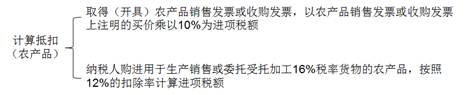 取得（开具）农产品销售发票或收购发票，以农产品销售发票或收购发票
上注明的买价乘以10%为进项税额
计算抵扣
（农产品）
纳税人购进用于生产销售或委托受托加工16%税率货物的农产品，按照
12%的扣除率计算进项税额